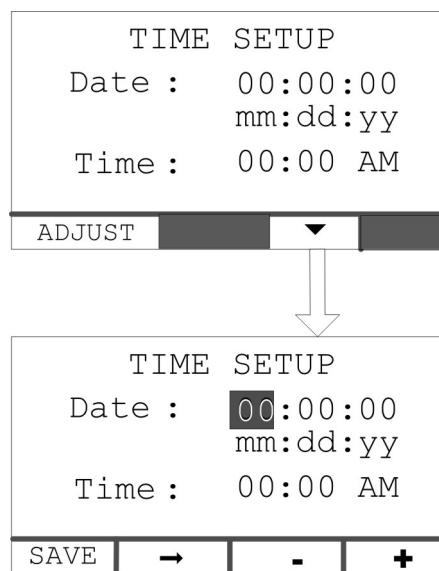 TIME SETUP
Date : 00:00:00
mm:dd:yy
Time : 00:00 AM
ADJUST ▼
TIME SETUP
Date : 00:00:00
mm:dd:yy
Time : 00:00 AM
SAVE → - +